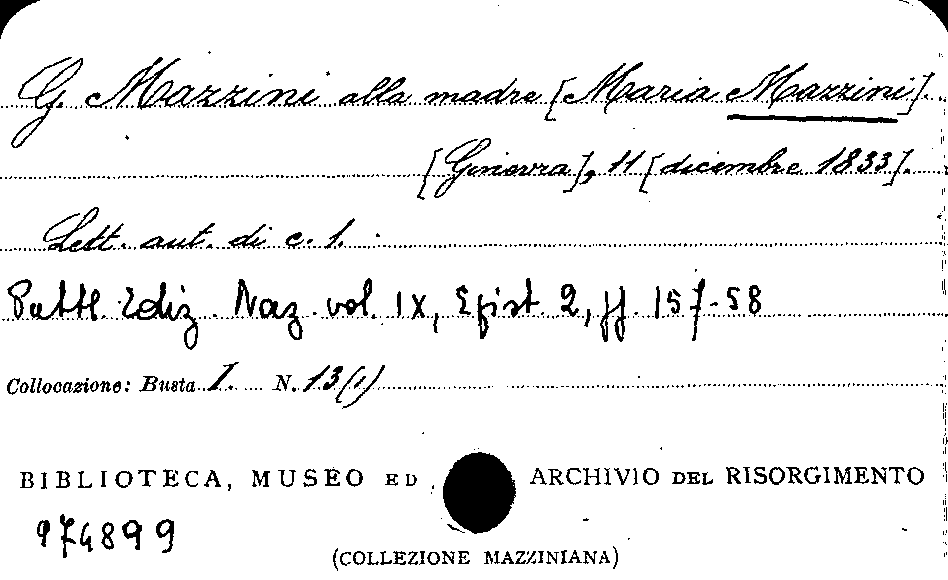 G. Mazzini alla madre [Maria Mazzini].
[Ginevra], 11 [dicembre 1833].
Lett. aut. di c. 1.
Pubbl. Ediz. Naz. vol. IX, Epist. 2, pp. 157-58
Collocazione: Busta I. N. 13(1)
BIBLIOTECA, MUSEO ED ARCHIVIO DEL RISORGIMENTO
974899
(COLLEZIONE MAZZINIANA)